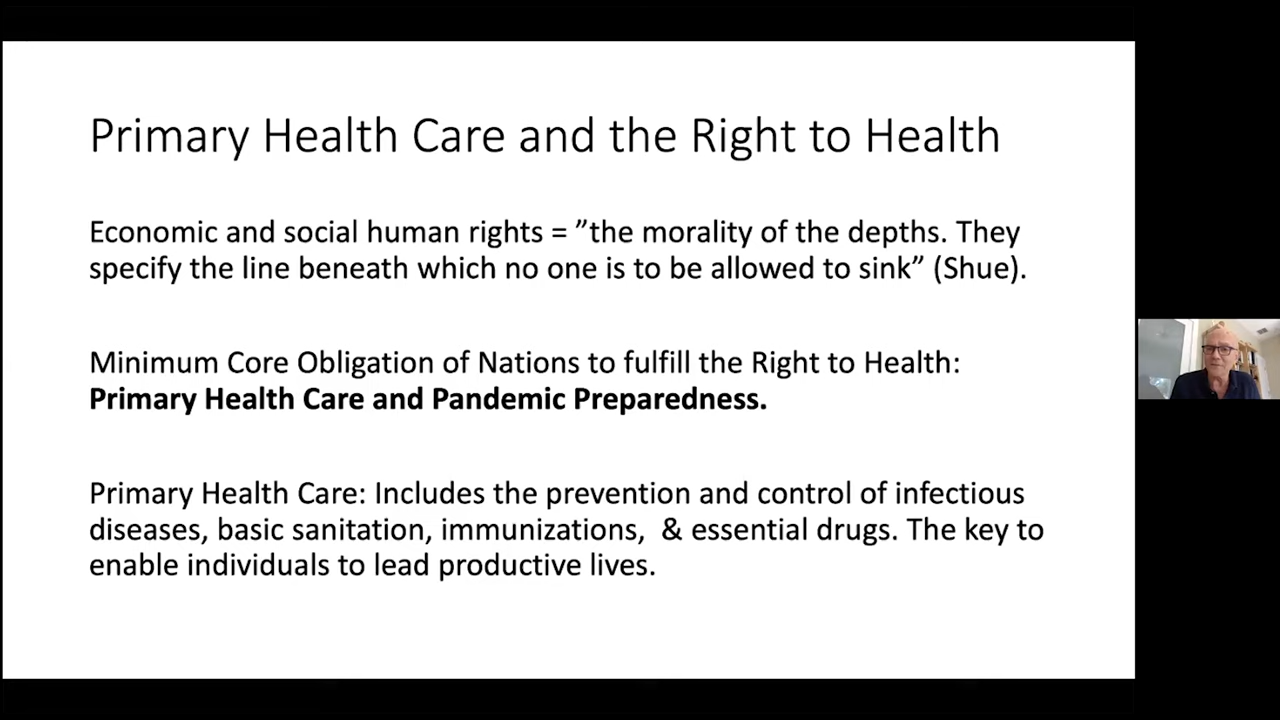 Primary Health Care and the Right to Health
Economic and social human rights = ”the morality of the depths. They
specify the line beneath which no one is to be allowed to sink” (Shue).
Minimum Core Obligation of Nations to fulfill the Right to Health:
Primary Health Care and Pandemic Preparedness.
Primary Health Care: Includes the prevention and control of infectious
diseases, basic sanitation, immunizations,  & essential drugs. The key to
enable individuals to lead productive lives.